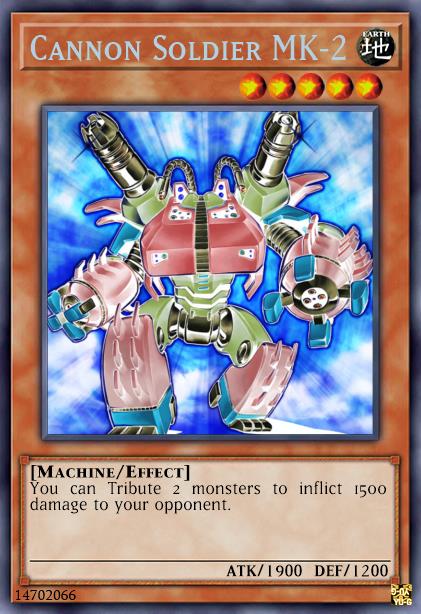 Cannon Soldier MK-2
EARTH
地
[Machine/Effect]
You can Tribute 2 monsters to inflict 1500
damage to your opponent.
ATK/1900 DEF/1200
14702066